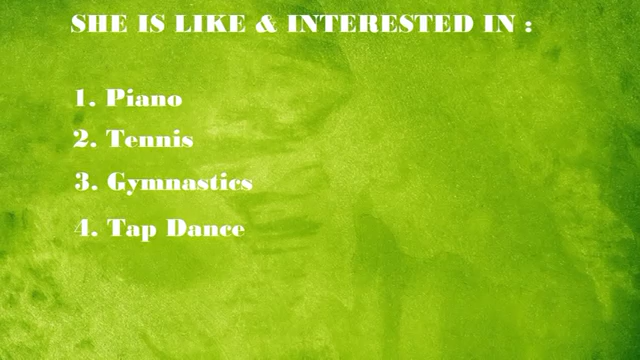 SHE IS LIKE & INTERESTED IN :
1. Piano
2. Tennis
3. Gymnastics
4. Tap Dance